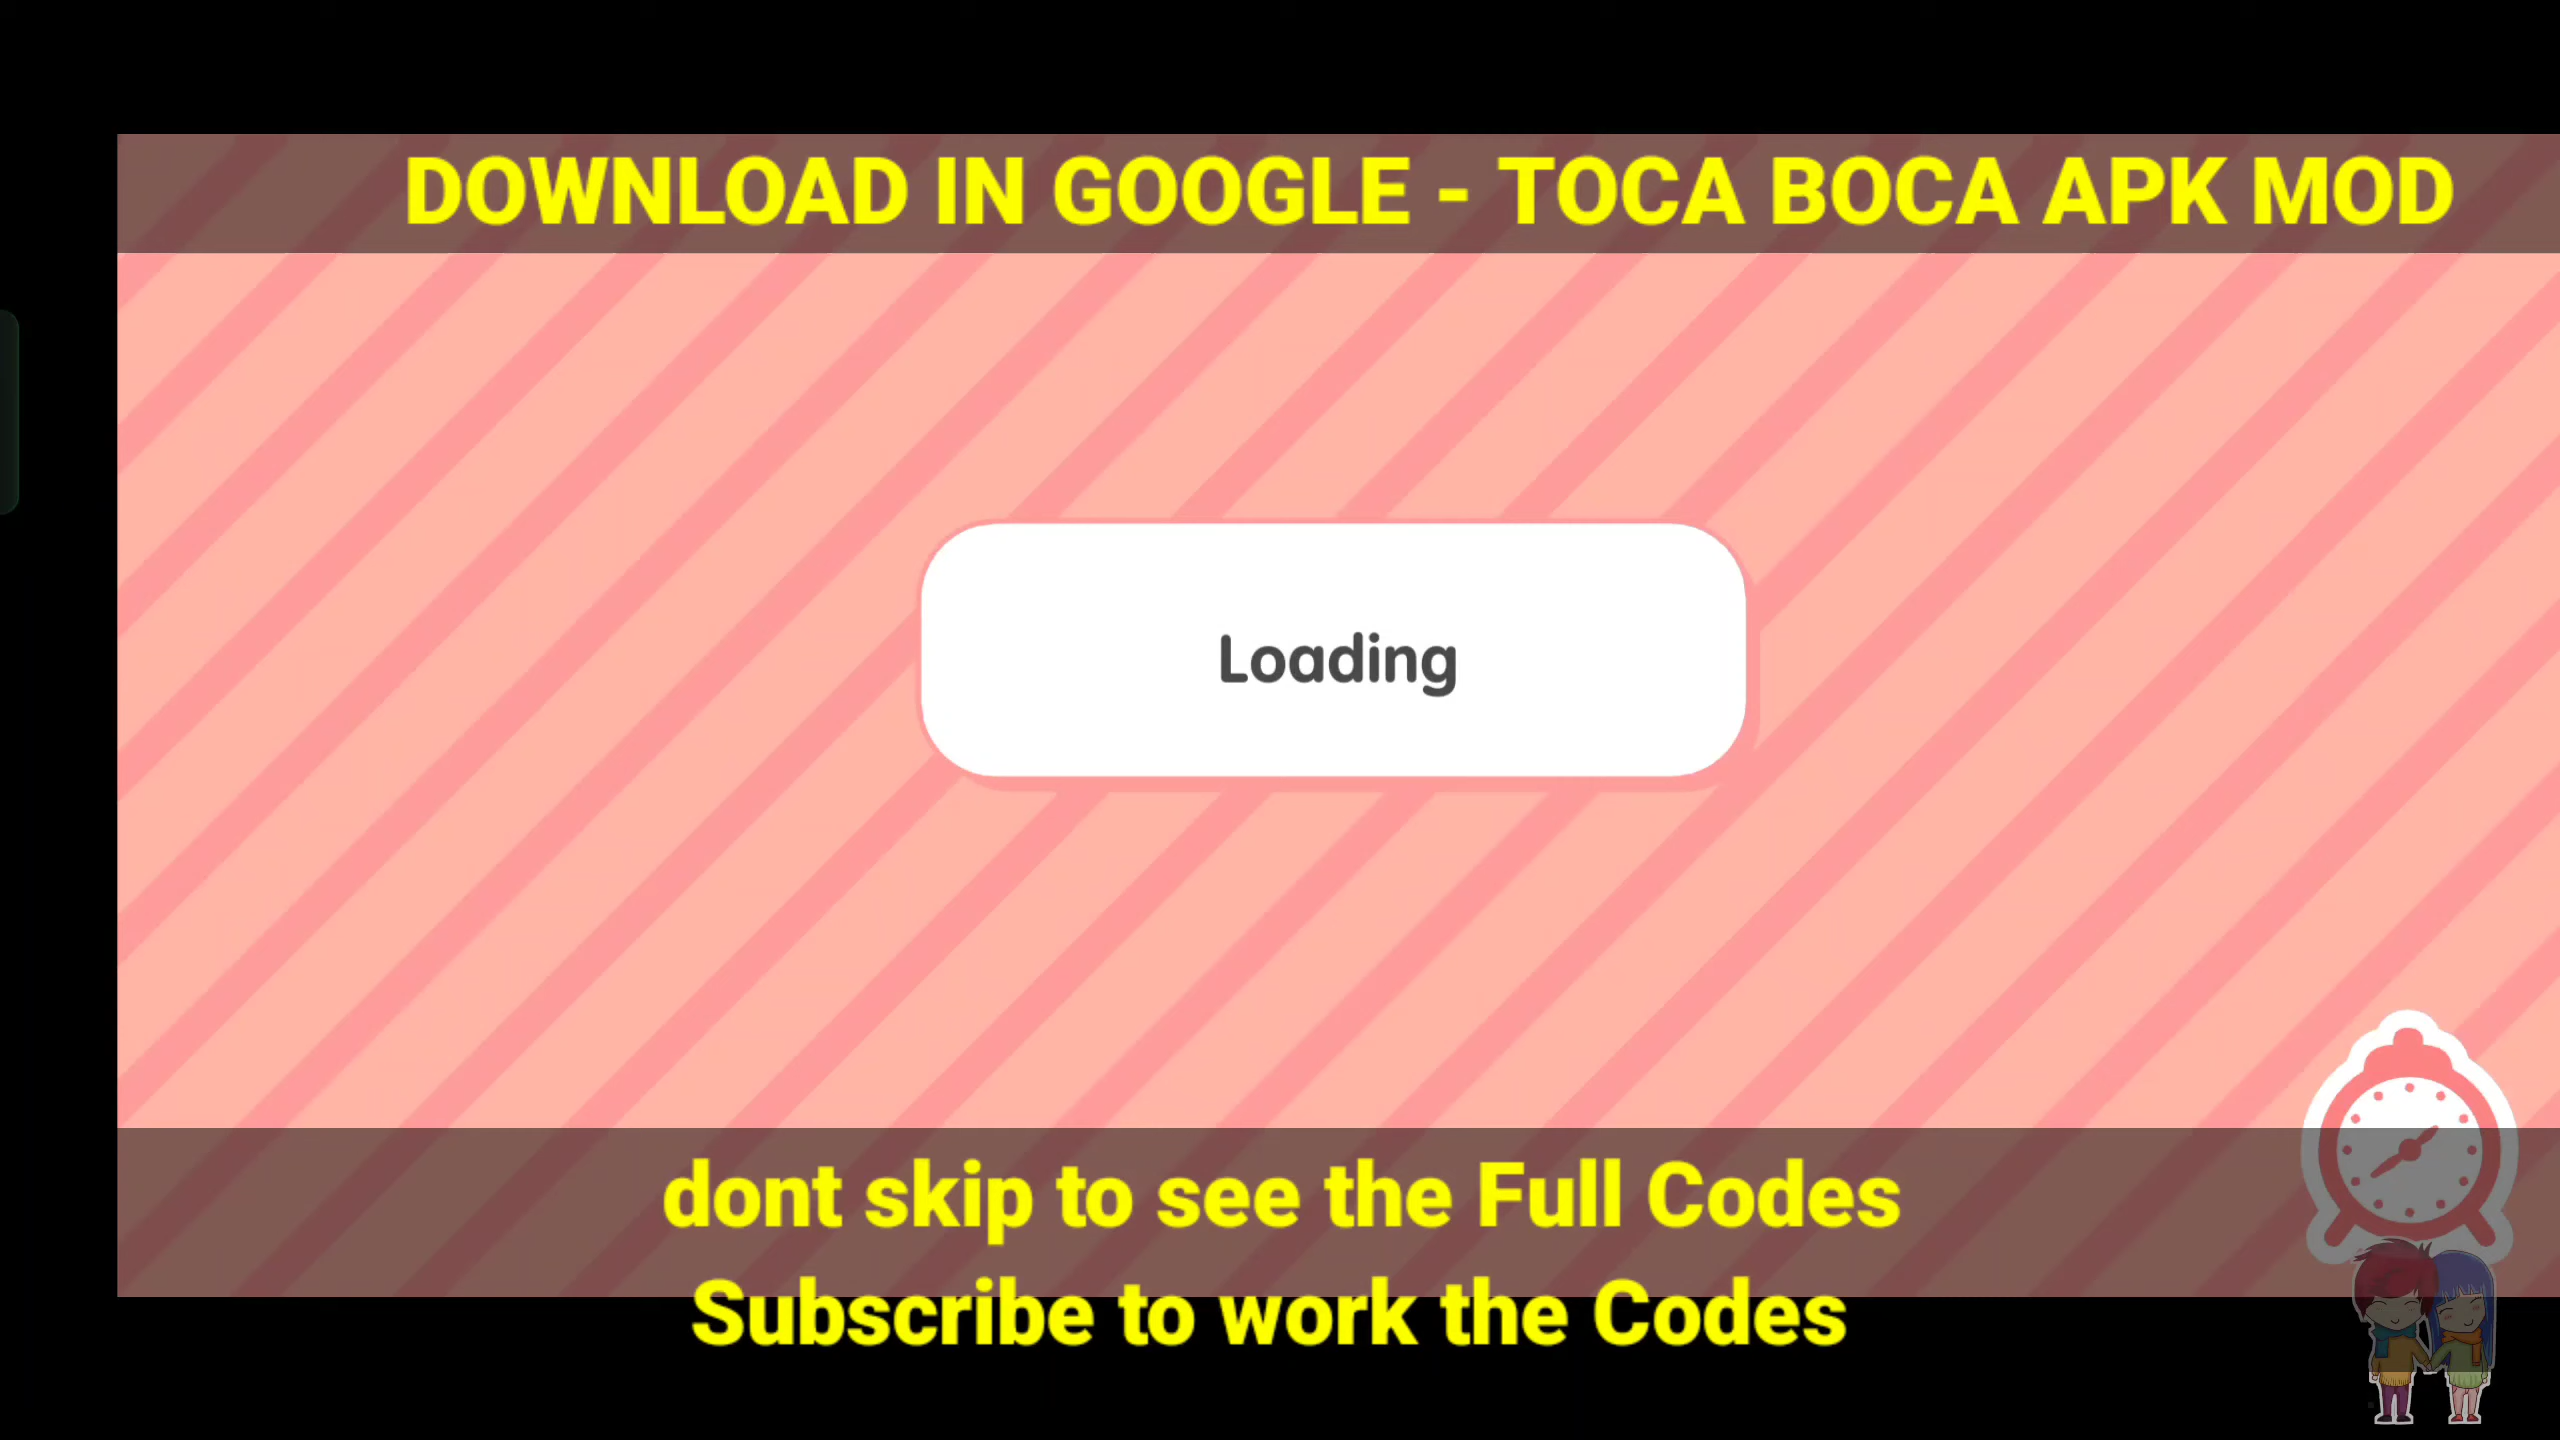 DOWNLOAD IN GOOGLE - TOCA BOCA APK MOD
Loading
dont skip to see the Full Codes
Subscribe to work the Codes